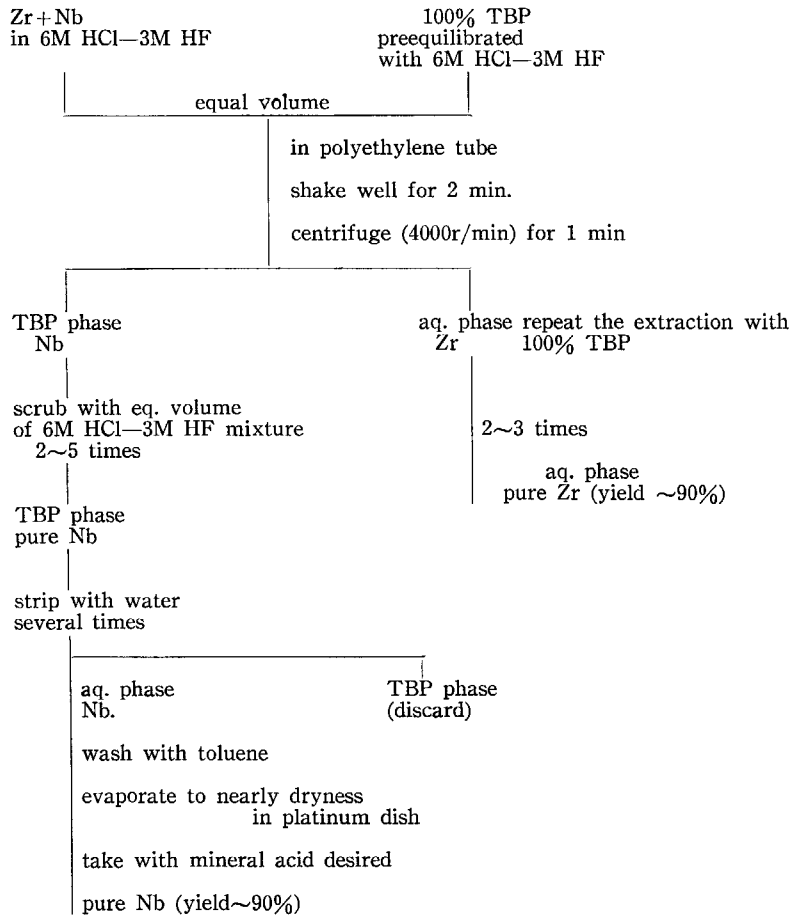 Zr+Nb
in 6M HCl—3M HF
100% TBP
preequilibrated
with 6M HCl—3M HF
equal volume
in polyethylene tube
shake well for 2 min.
centrifuge (4000r/min) for 1 min
TBP phase
Nb
aq. phase repeat the extraction with
Zr 100% TBP
scrub with eq. volume
of 6M HCl—3M HF mixture
2~5 times
2~3 times
aq. phase
pure Zr (yield ~90%)
TBP phase
pure Nb
strip with water
several times
aq. phase
Nb.
TBP phase
(discard)
wash with toluene
evaporate to nearly dryness
in platinum dish
take with mineral acid desired
pure Nb (yield~90%)